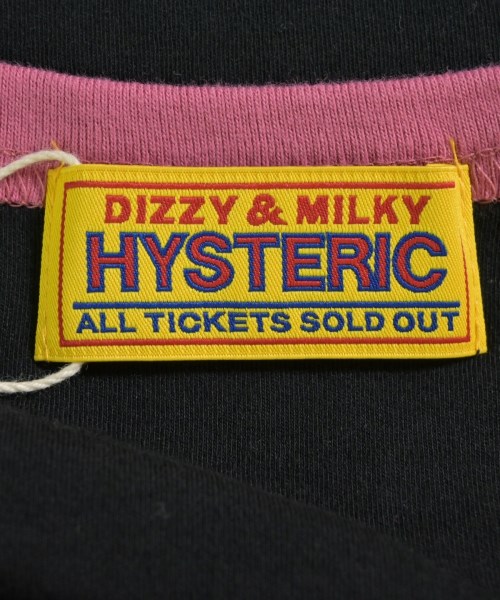 DIZZY & MILKY
HYSTERIC
ALL TICKETS SOLD OUT